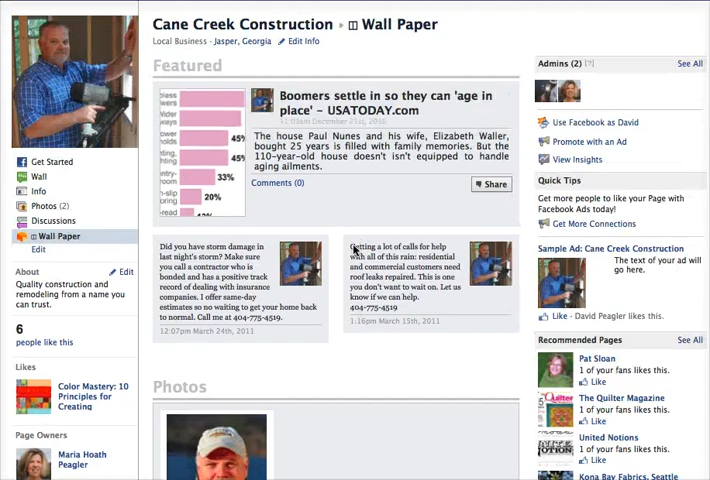 Cane Creek Construction ▸ Wall Paper
Local Business · Jasper, Georgia Edit Info
Get Started
Wall
Info
Photos (2)
Discussions
Wall Paper
Edit
About Edit
Quality construction and
remodeling from a name you
can trust.
6
people like this
Likes
Color Mastery: 10
Principles for
Creating
Page Owners
Maria Hoath
Peagler
Featured
45%
45%
33%
20%
Boomers settle in so they can 'age in
place' – USATODAY.com
The house Paul Nunes and his wife, Elizabeth Waller,
bought 25 years is filled with family memories. But the
110-year-old house doesn't isn't equipped to handle
aging ailments.
Comments (0) Share
Did you have storm damage in
last night's storm? Make sure
you call a contractor who is
bonded and has a positive track
record of dealing with insurance
companies. I offer same-day
estimates so no waiting to get your home back
to normal. Call me at 404-775-4519.
12:07pm March 24th, 2011
Getting a lot of calls for help
with all of this rain: residential
and commercial customers need
roof leaks repaired. This is one
you don't want to wait on. Let us
know if we can help.
404-775-4519
1:16pm March 15th, 2011
Photos
Admins (2) [?] See All
Use Facebook as David
Promote with an Ad
View Insights
Quick Tips
Get more people to like your Page with
Facebook Ads today!
Get More Connections
Sample Ad: Cane Creek Construction
The text of your ad will
go here.
Like · David Peagler likes this.
Recommended Pages See All
Pat Sloan
1 of your fans likes this.
Like
The Quilter Magazine
1 of your fans likes this.
Like
United Notions
1 of your fans likes this.
Like
Kona Bay Fabrics, Seattle